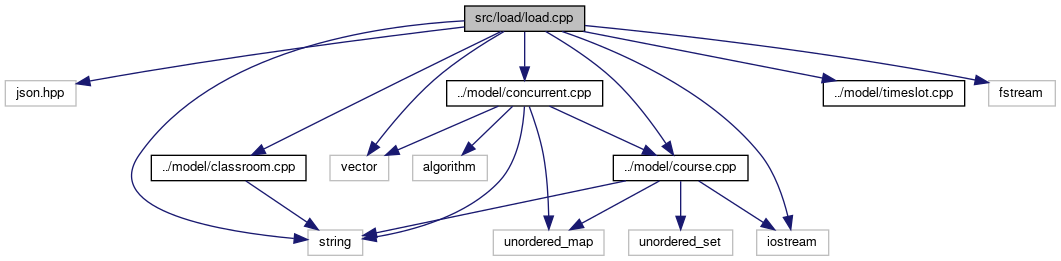 src/load/load.cpp
json.hpp
../model/concurrent.cpp
../model/timeslot.cpp
fstream
../model/classroom.cpp
vector
algorithm
../model/course.cpp
string
unordered_map
unordered_set
iostream